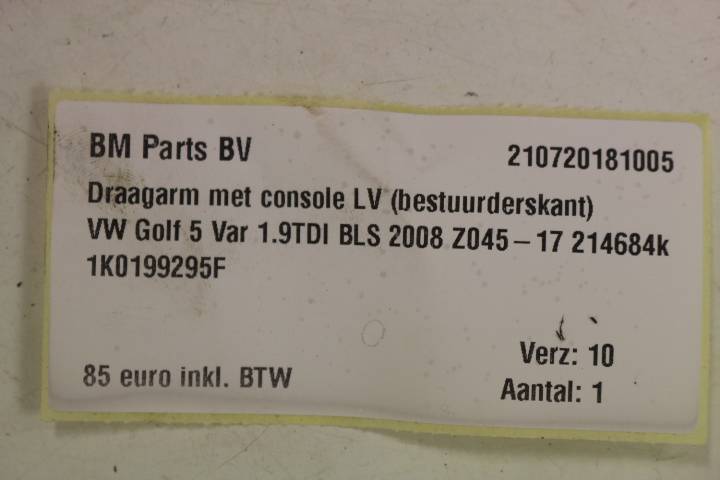 BM Parts BV 210720181005
Draagarm met console LV (bestuurderskant)
VW Golf 5 Var 1.9TDI BLS 2008 Z045-17 214684k
1K0199295F
Verz: 10
85 euro inkl. BTW Aantal: 1